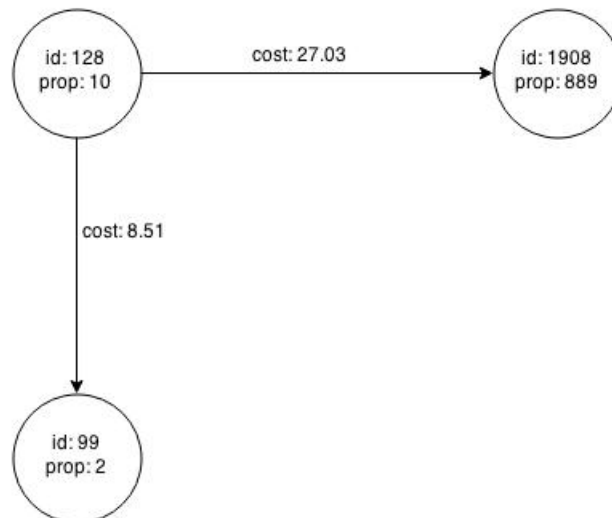 id: 128
prop: 10
cost: 27.03
id: 1908
prop: 889
cost: 8.51
id: 99
prop: 2